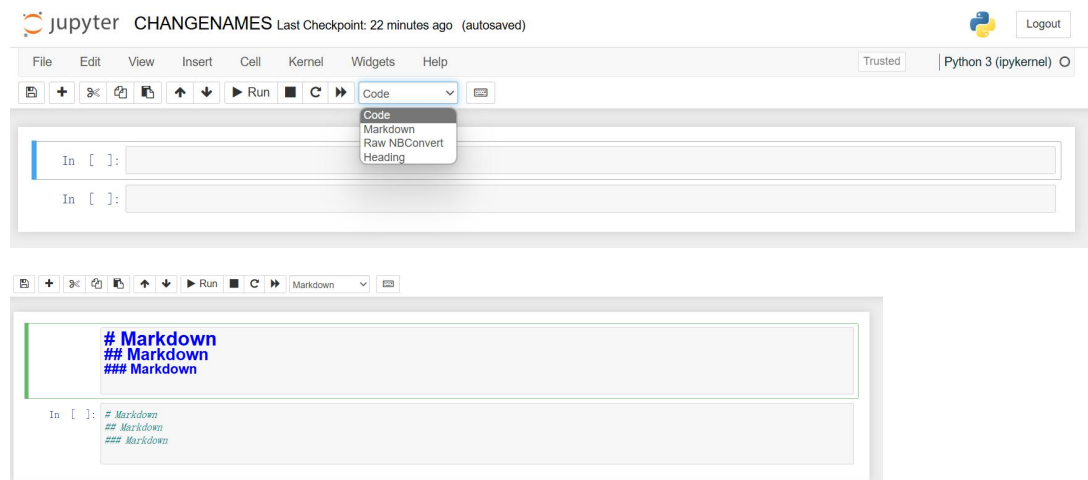 jupyter CHANGENAMES Last Checkpoint: 22 minutes ago (autosaved) Logout
File Edit View Insert Cell Kernel Widgets Help Trusted Python 3 (ipykernel)
Run Code
Code
Markdown
Raw NBConvert
Heading
In [ ]:
In [ ]:
Run Markdown
# Markdown
## Markdown
### Markdown
In [ ]: # Markdown
## Markdown
### Markdown